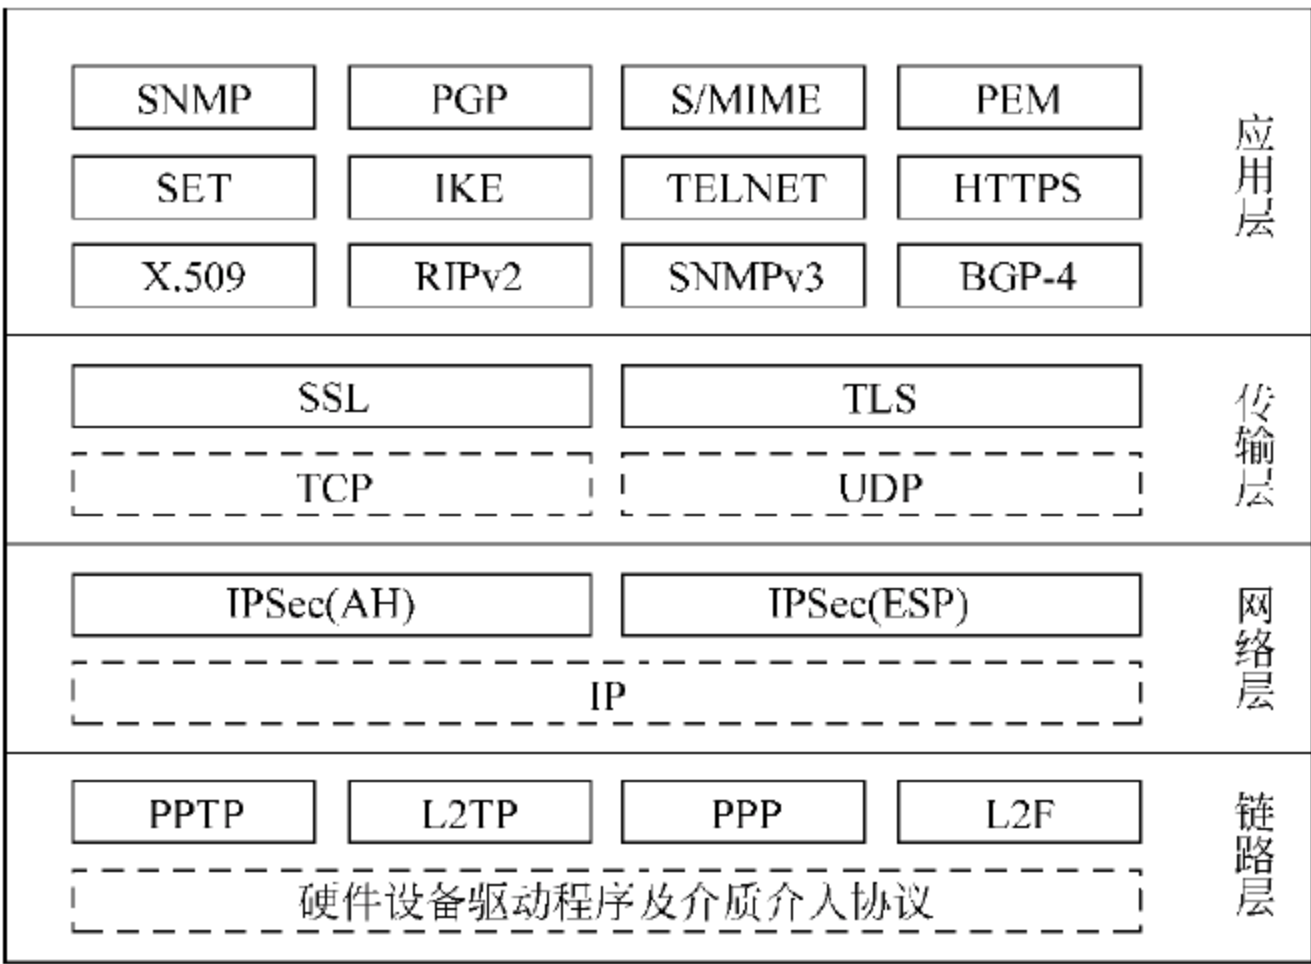 SNMP PGP S/MIME PEM
SET IKE TELNET HTTPS
X.509 RIPv2 SNMPv3 BGP-4
应用层
SSL TLS
TCP UDP
传输层
IPSec(AH) IPSec(ESP)
IP
网络层
PPTP L2TP PPP L2F
硬件设备驱动程序及介质介入协议
链路层